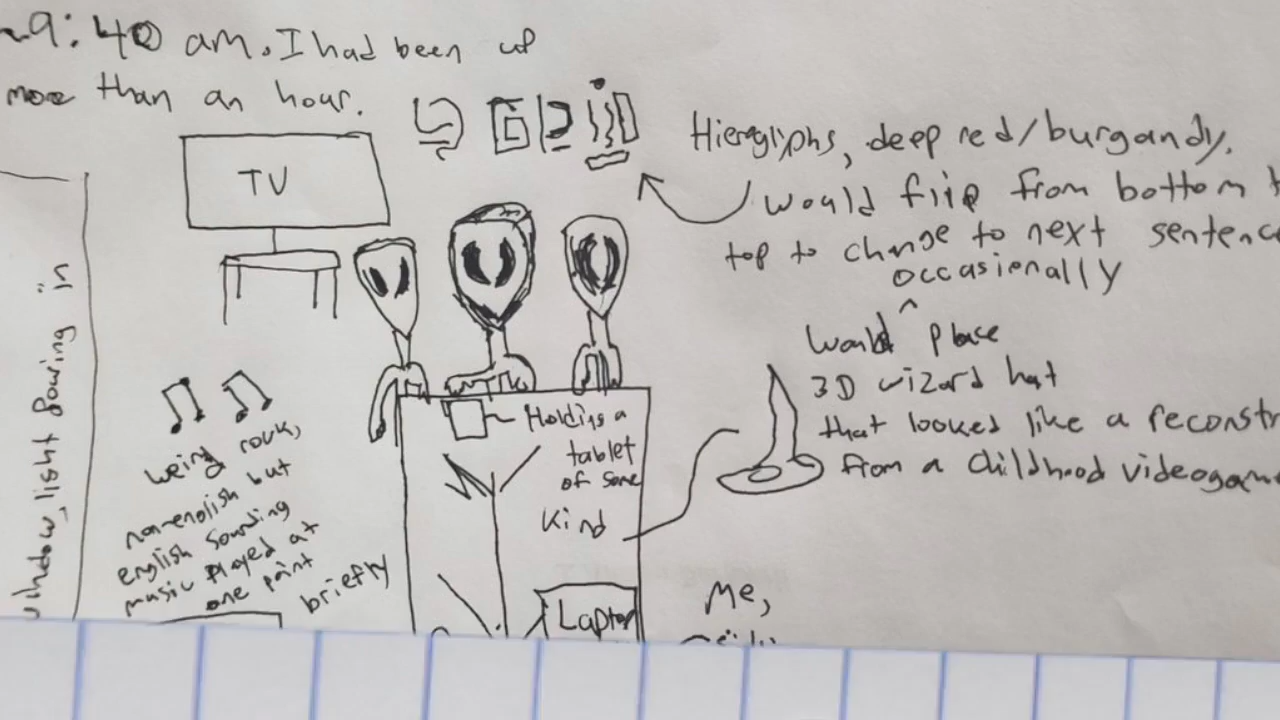 ~9:40 am. I had been up
more than an hour.
TV
Hieroglyphs, deep red/burgandy.
would flip from bottom t
top to change to next sentenc
occasionally
^
Would place
3D wizard hat
that looked like a reconstr
from a childhood videogam
window light pouring in
weird rock,
non-english but
english sounding
music played at
one point
briefly
Holding a
tablet
of some
kind
Laptop
Me,